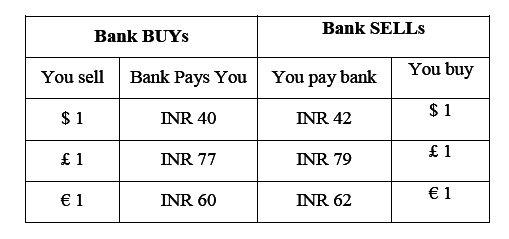 Bank BUYs Bank SELLs
You sell Bank Pays You You pay bank You buy
$ 1 INR 40 INR 42 $ 1
£ 1 INR 77 INR 79 £ 1
€ 1 INR 60 INR 62 € 1